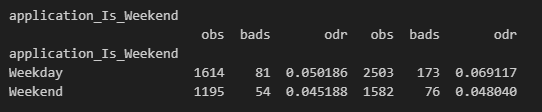 application_Is_Weekend
obs bads odr obs bads odr
application_Is_Weekend
Weekday 1614 81 0.050186 2503 173 0.069117
Weekend 1195 54 0.045188 1582 76 0.048040